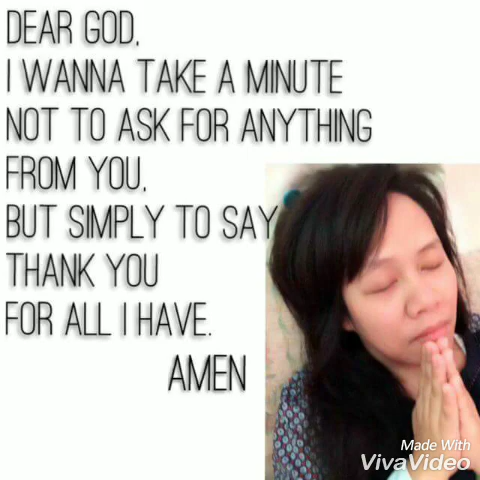 DEAR GOD,
I WANNA TAKE A MINUTE
NOT TO ASK FOR ANYTHING
FROM YOU,
BUT SIMPLY TO SAY
THANK YOU
FOR ALL I HAVE.
AMEN
Made With
VivaVideo